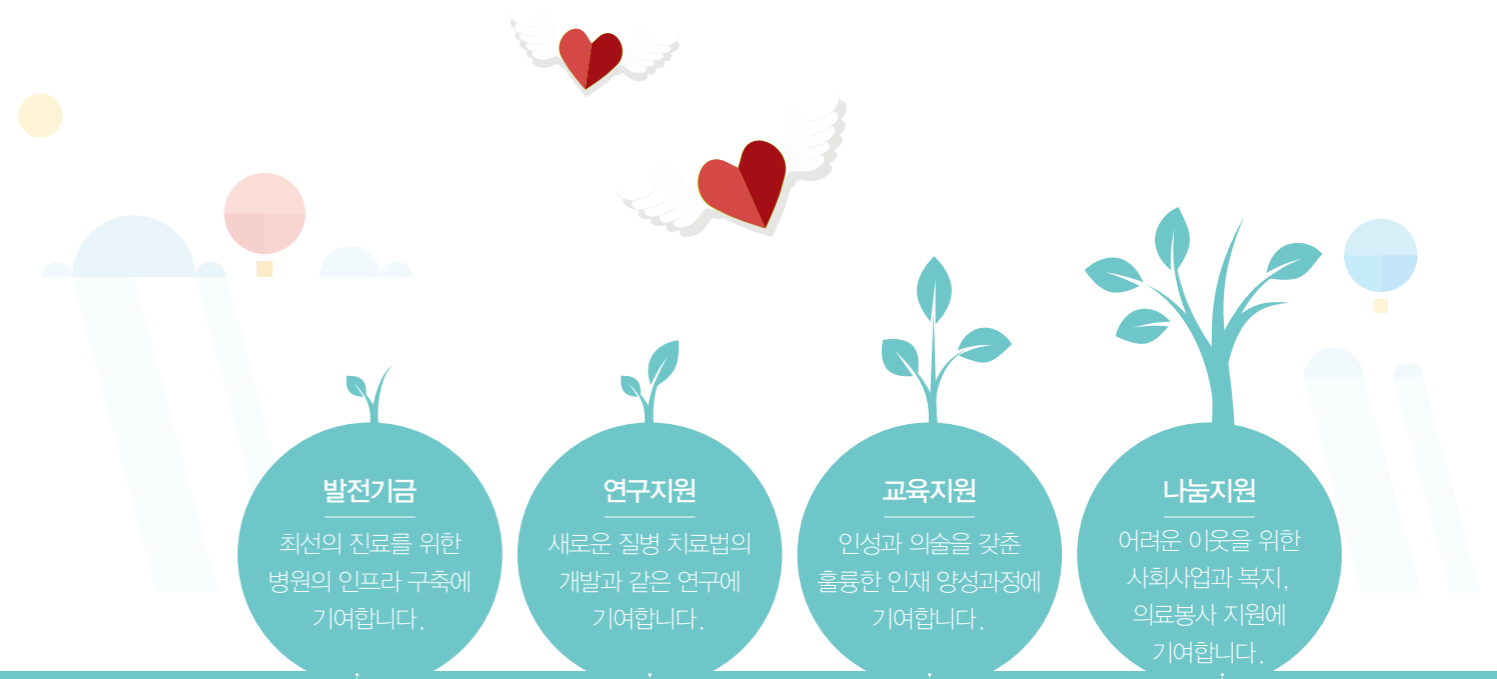 발전기금
최선의 진료를 위한
병원의 인프라 구축에
기여합니다.
연구지원
새로운 질병 치료법의
개발과 같은 연구에
기여합니다.
교육지원
인성과 의술을 갖춘
훌륭한 인재 양성과정에
기여합니다.
나눔지원
어려운 이웃을 위한
사회사업과 복지,
의료봉사 지원에
기여합니다.